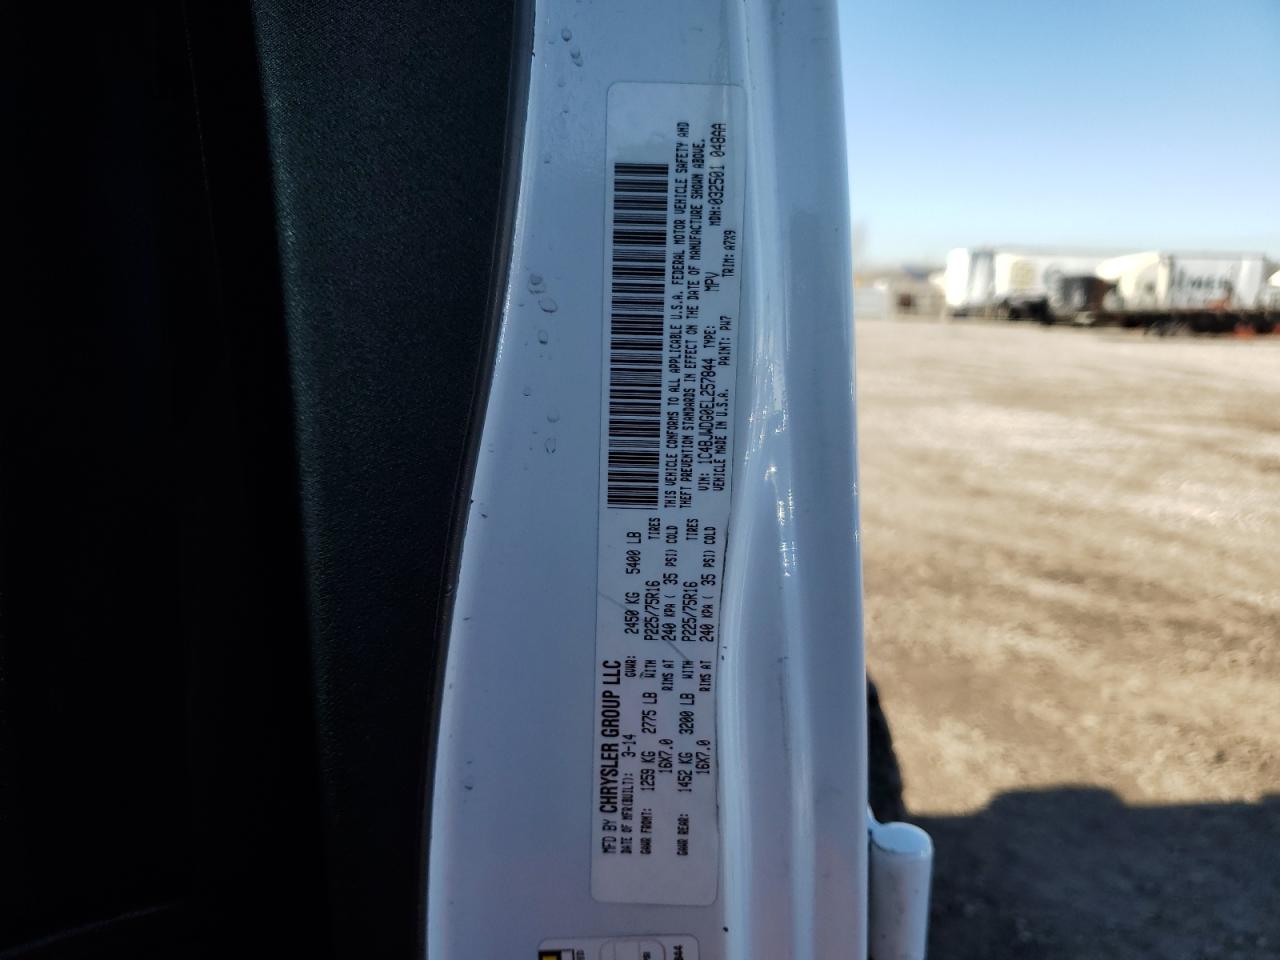 MFD BY CHRYSLER GROUP LLC
DATE OF MFR(BUILT): 3-14 GVWR: 2450 KG 5400 LB
GAWR FRONT: 1259 KG 2775 LB WITH P225/75R16 TIRES
16X7.0 RIMS AT 240 KPA ( 35 PSI) COLD
GAWR REAR: 1452 KG 3200 LB WITH P225/75R16 TIRES
16X7.0 RIMS AT 240 KPA ( 35 PSI) COLD
THIS VEHICLE CONFORMS TO ALL APPLICABLE U.S.A. FEDERAL MOTOR VEHICLE SAFETY AND
THEFT PREVENTION STANDARDS IN EFFECT ON THE DATE OF MANUFACTURE SHOWN ABOVE.
VIN: 1C4BJWDG0EL257844 TYPE: MPV MDH:032501 048AA
VEHICLE MADE IN U.S.A. PAINT: PW7 TRIM: A7X9